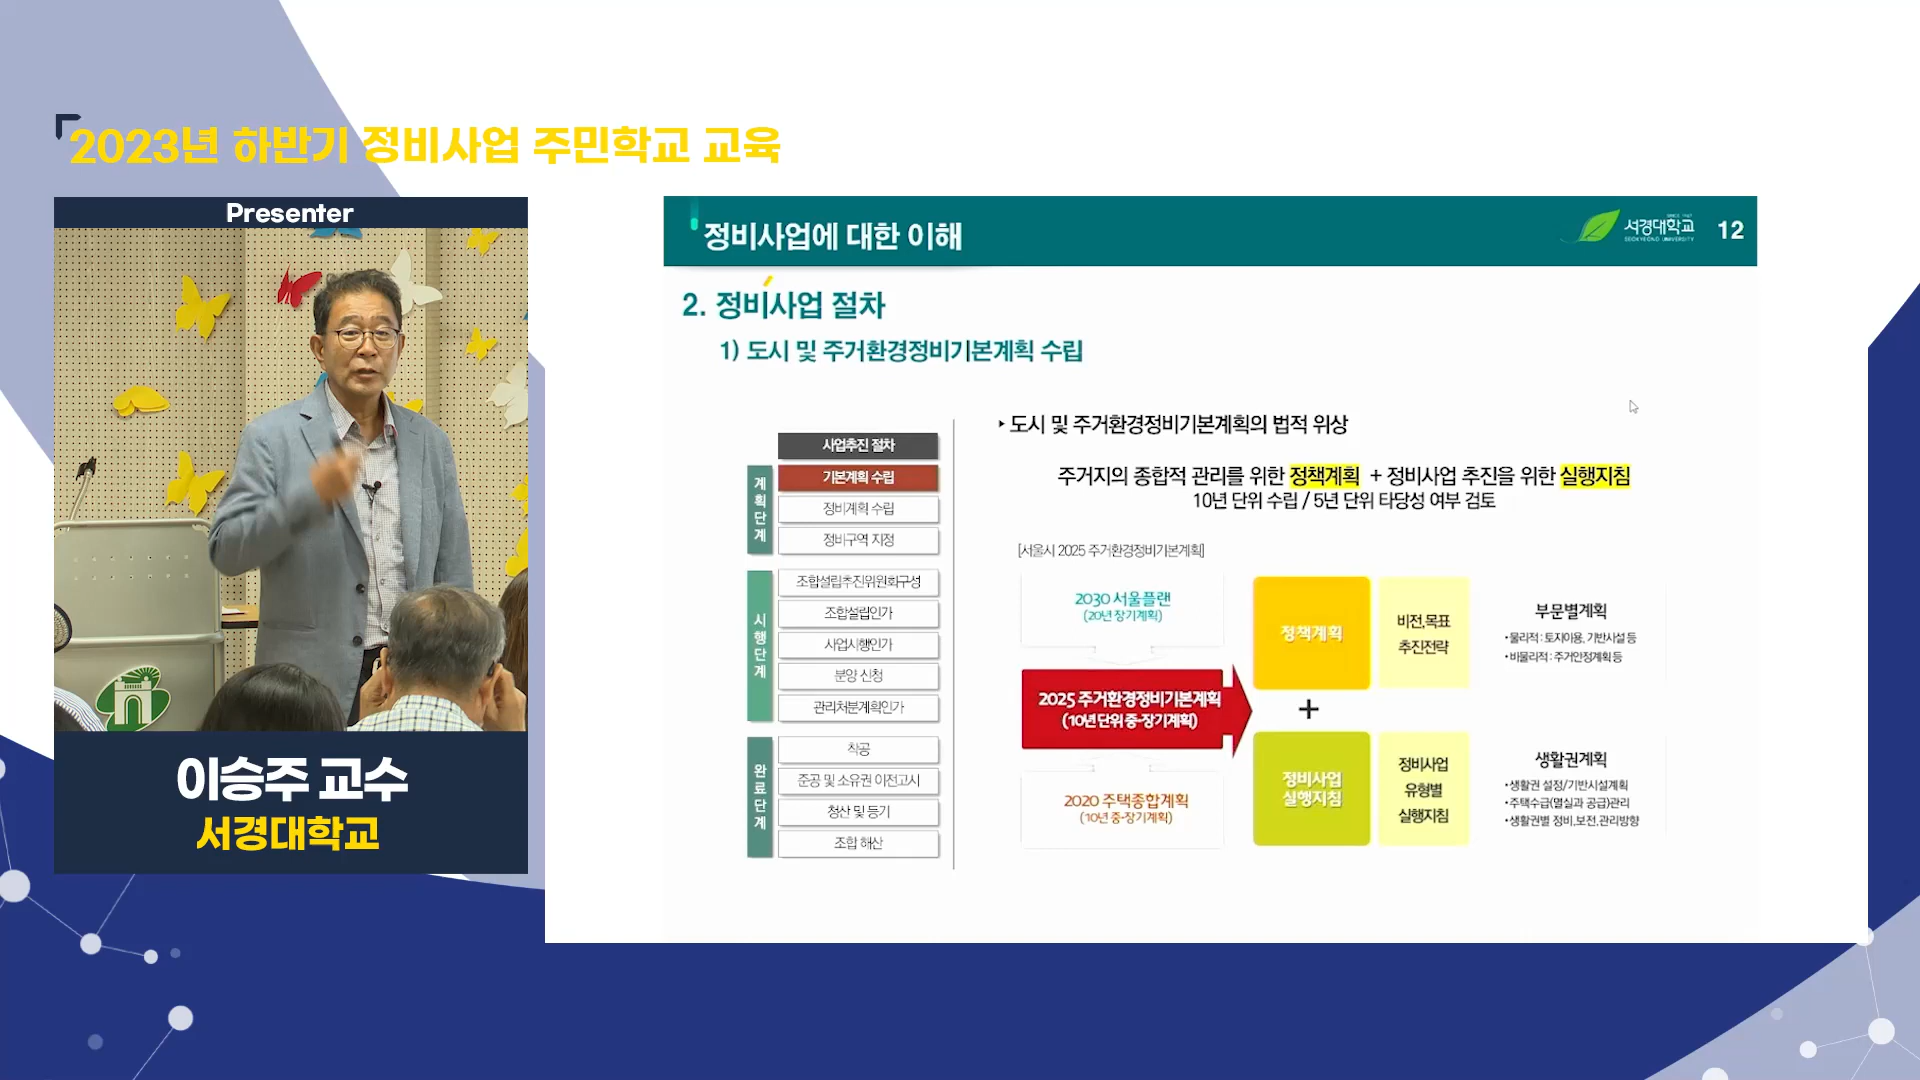 2023년 하반기 정비사업 주민학교 교육
Presenter
이승주 교수
서경대학교
정비사업에 대한 이해
SINCE 1947
서경대학교
SEOKYEONG UNIVERSITY
12
2. 정비사업 절차
1) 도시 및 주거환경정비기본계획 수립
사업추진 절차
계획단계
기본계획 수립
정비계획 수립
정비구역 지정
시행단계
조합설립추진위원회구성
조합설립인가
사업시행인가
분양 신청
관리처분계획인가
완료단계
착공
준공 및 소유권 이전고시
청산 및 등기
조합 해산
‣ 도시 및 주거환경정비기본계획의 법적 위상
주거지의 종합적 관리를 위한 정책계획 + 정비사업 추진을 위한 실행지침
10년 단위 수립 / 5년 단위 타당성 여부 검토
[서울시 2025 주거환경정비기본계획]
2030 서울플랜
(20년 장기계획)
2025 주거환경정비기본계획
(10년 단위 중·장기계획)
2020 주택종합계획
(10년 중·장기계획)
정책계획
비전,목표
추진전략
부문별계획
•물리적 : 토지이용, 기반시설 등
•비물리적 : 주거안정계획 등
+
정비사업
실행지침
정비사업
유형별
실행지침
생활권계획
•생활권 설정/기반시설계획
•주택수급(멸실과 공급)관리
•생활권별 정비,보전,관리방향